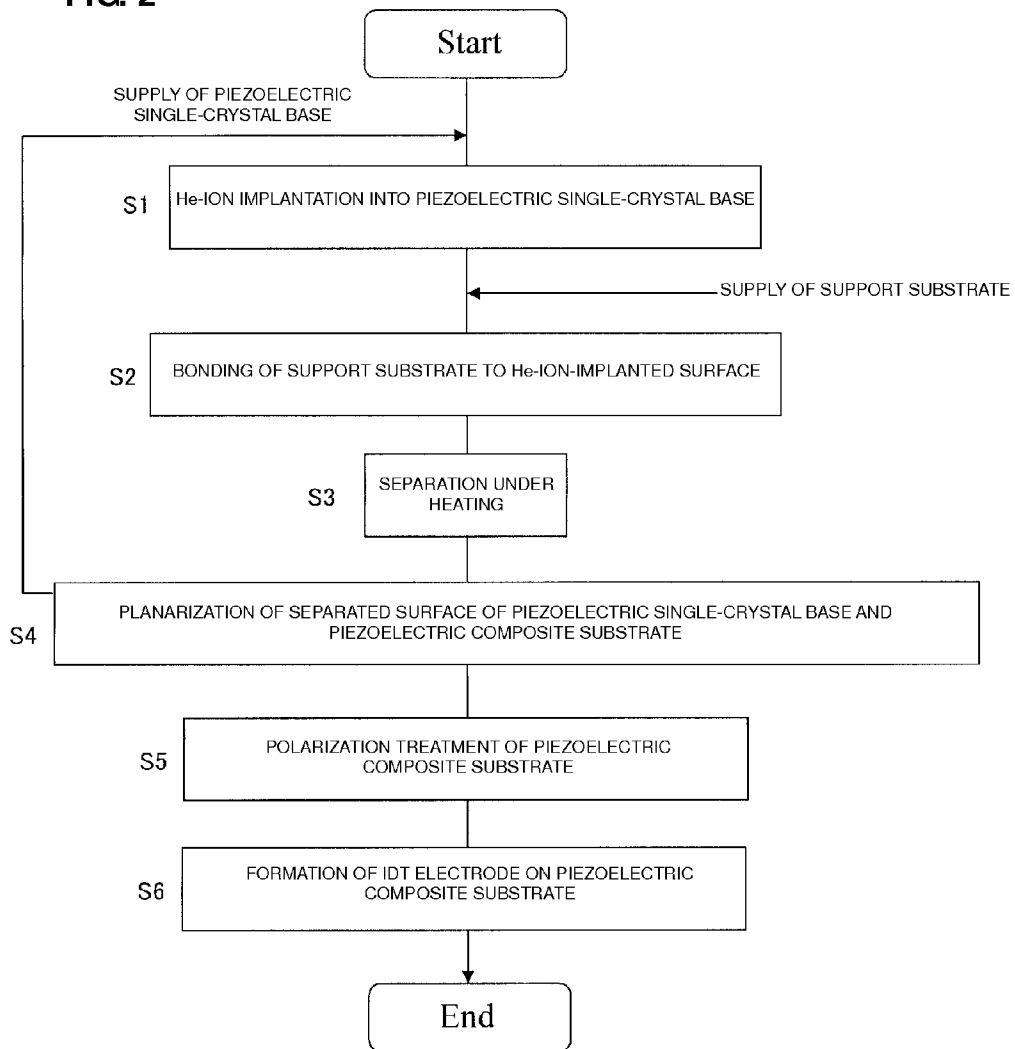 FIG. 2
Start
SUPPLY OF PIEZOELECTRIC
SINGLE-CRYSTAL BASE
S1
He-ION IMPLANTATION INTO PIEZOELECTRIC SINGLE-CRYSTAL BASE
SUPPLY OF SUPPORT SUBSTRATE
S2
BONDING OF SUPPORT SUBSTRATE TO He-ION-IMPLANTED SURFACE
S3
SEPARATION UNDER
HEATING
S4
PLANARIZATION OF SEPARATED SURFACE OF PIEZOELECTRIC SINGLE-CRYSTAL BASE AND
PIEZOELECTRIC COMPOSITE SUBSTRATE
S5
POLARIZATION TREATMENT OF PIEZOELECTRIC
COMPOSITE SUBSTRATE
S6
FORMATION OF IDT ELECTRODE ON PIEZOELECTRIC
COMPOSITE SUBSTRATE
End